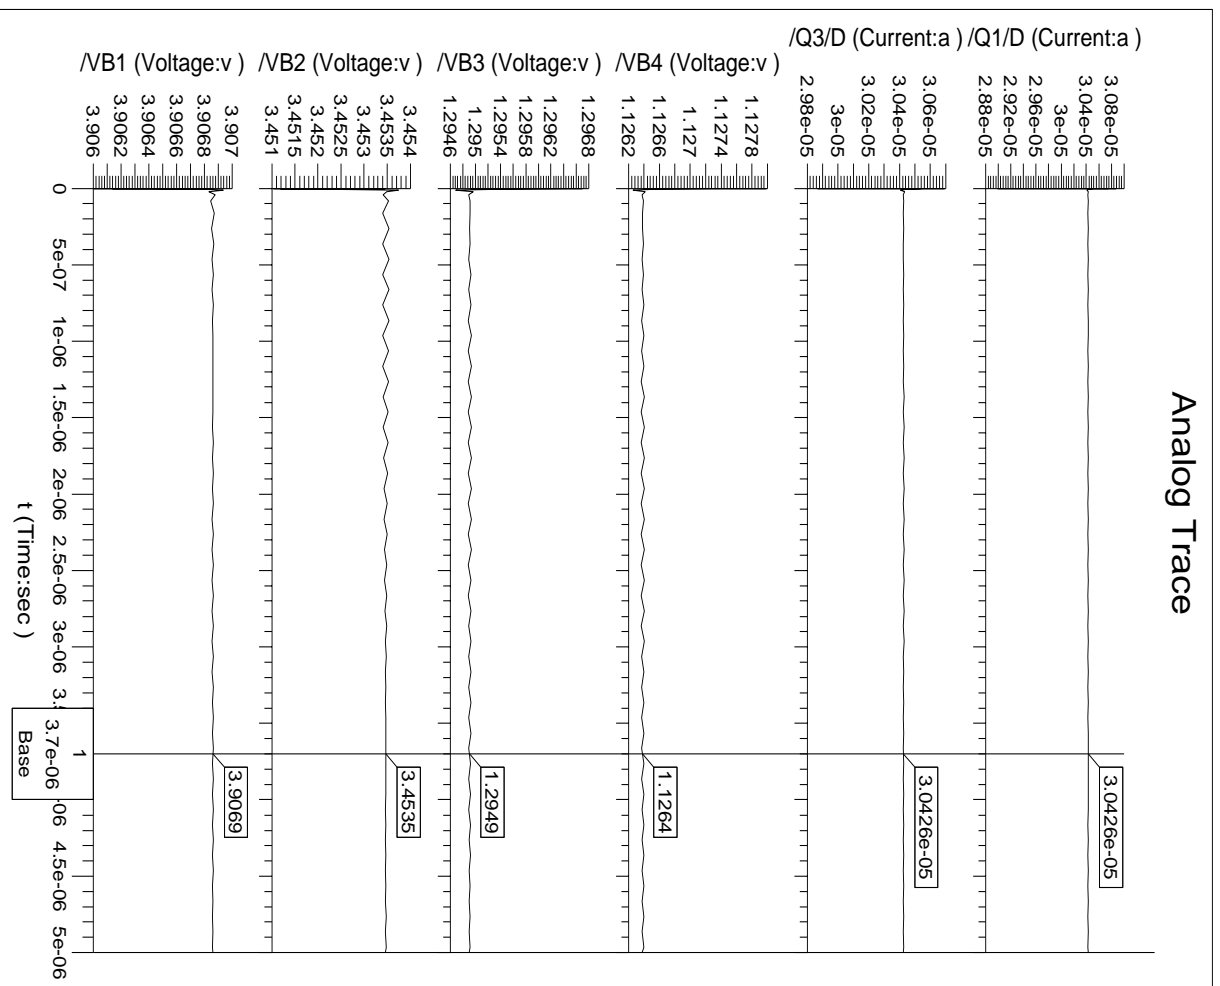 Analog Trace
/Q1/D (Current:a )
3.08e-05
3.04e-05
3e-05
2.96e-05
2.92e-05
2.88e-05
3.0426e-05
/Q3/D (Current:a )
3.06e-05
3.04e-05
3.02e-05
3e-05
2.98e-05
3.0426e-05
/VB4 (Voltage:v )
1.1278
1.1274
1.127
1.1266
1.1262
1.1264
/VB3 (Voltage:v )
1.2968
1.2962
1.2958
1.2954
1.295
1.2946
1.2949
/VB2 (Voltage:v )
3.454
3.4535
3.453
3.4525
3.452
3.4515
3.451
3.4535
/VB1 (Voltage:v )
3.907
3.9068
3.9066
3.9064
3.9062
3.906
3.9069
1
0 5e-07 1e-06 1.5e-06 2e-06 2.5e-06 3e-06 3.7e-06 4.5e-06 5e-06
Base
t (Time:sec )